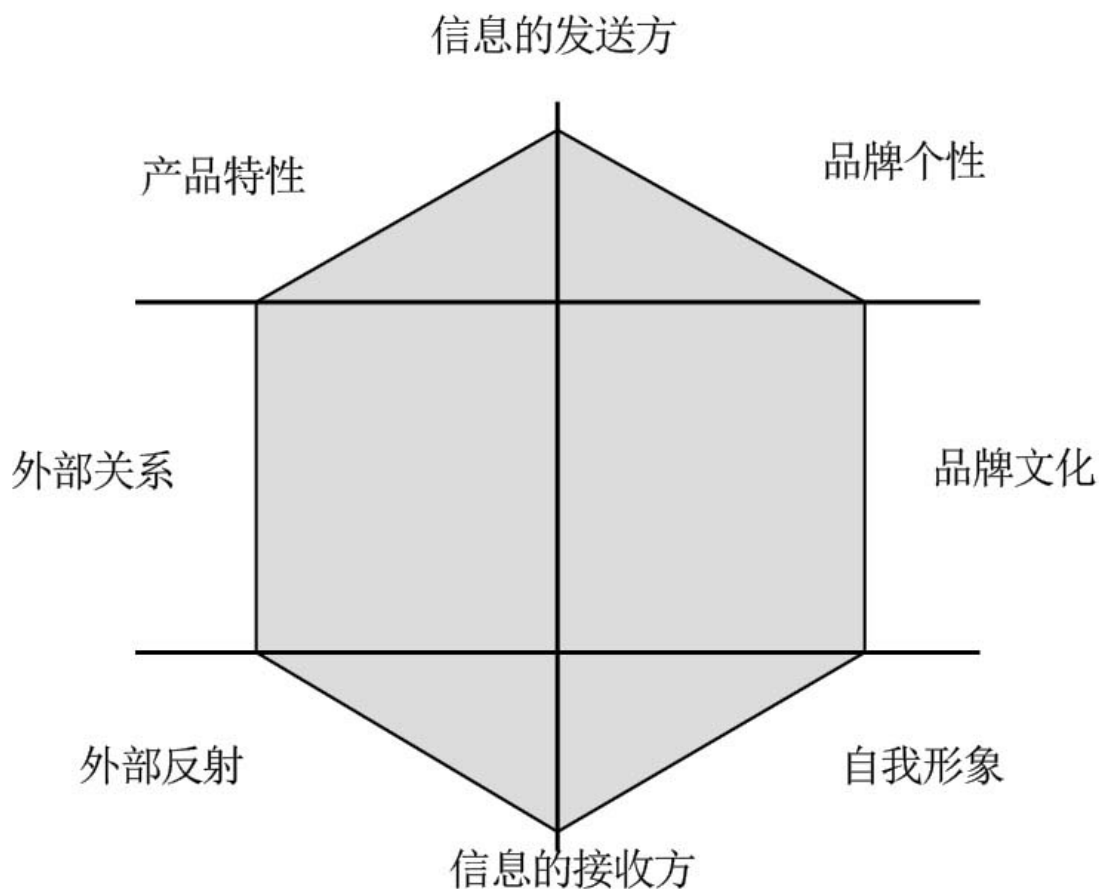 信息的发送方
产品特性
品牌个性
外部关系
品牌文化
外部反射
自我形象
信息的接收方